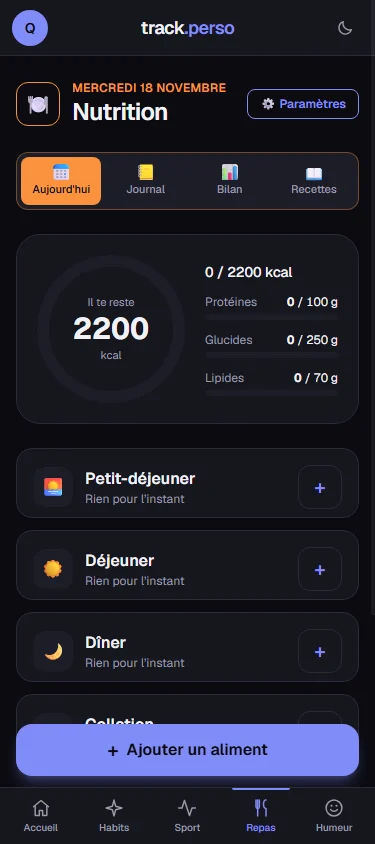 Q
track.perso
MERCREDI 18 NOVEMBRE
Nutrition
Paramètres
Aujourd'hui
Journal
Bilan
Recettes
Il te reste
2200
kcal
0 / 2200 kcal
Protéines 0 / 100 g
Glucides 0 / 250 g
Lipides 0 / 70 g
Petit-déjeuner
Rien pour l'instant
+
Déjeuner
Rien pour l'instant
+
Dîner
Rien pour l'instant
+
Collation
+ Ajouter un aliment
Accueil
Habits
Sport
Repas
Humeur